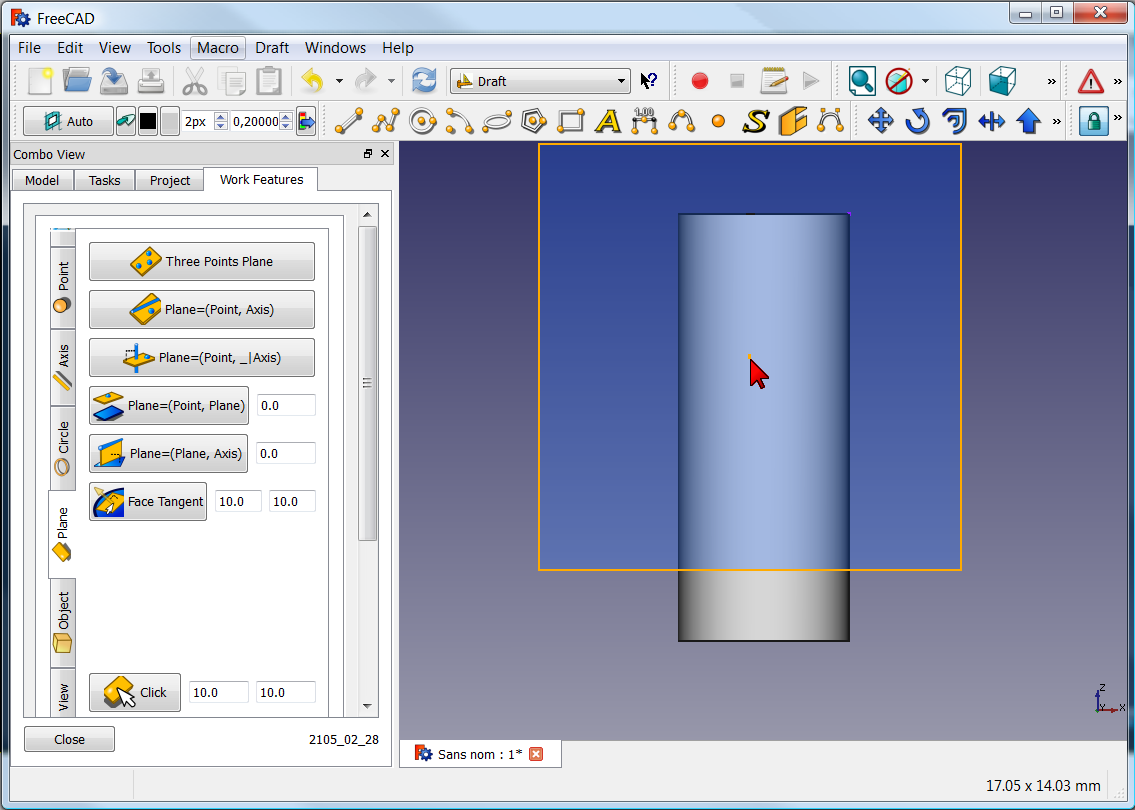 FreeCAD
File Edit View Tools Macro Draft Windows Help
Draft
Auto 2px 0,20000 1.00
Combo View
Model Tasks Project Work Features
Point
Axis
Circle
Plane
Object
View
Three Points Plane
Plane=(Point, Axis)
Plane=(Point, _|Axis)
Plane=(Point, Plane) 0.0
Plane=(Plane, Axis) 0.0
Face Tangent 10.0 10.0
Click 10.0 10.0
Close 2105_02_28
Z
Y X
Sans nom : 1*
17.05 x 14.03 mm